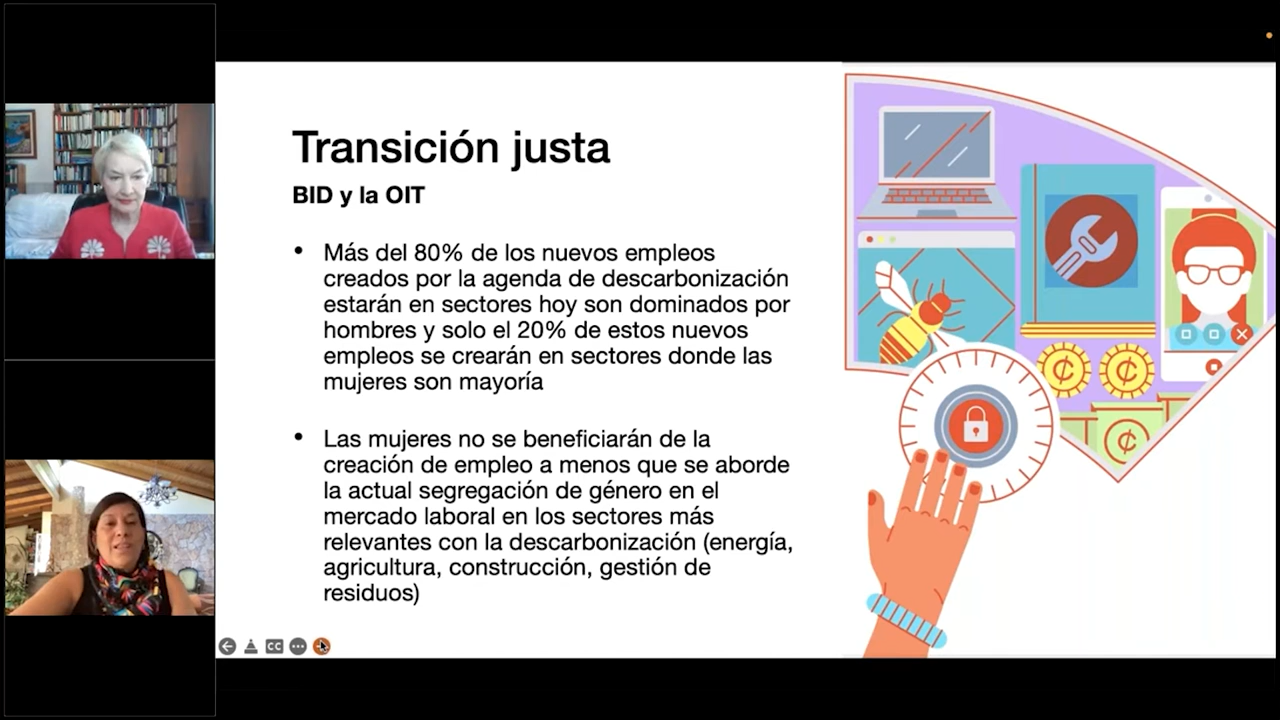 Transición justa
BID y la OIT
• Más del 80% de los nuevos empleos
creados por la agenda de descarbonización
estarán en sectores hoy son dominados por
hombres y solo el 20% de estos nuevos
empleos se crearán en sectores donde las
mujeres son mayoría
• Las mujeres no se beneficiarán de la
creación de empleo a menos que se aborde
la actual segregación de género en el
mercado laboral en los sectores más
relevantes con la descarbonización (energía,
agricultura, construcción, gestión de
residuos)
CC